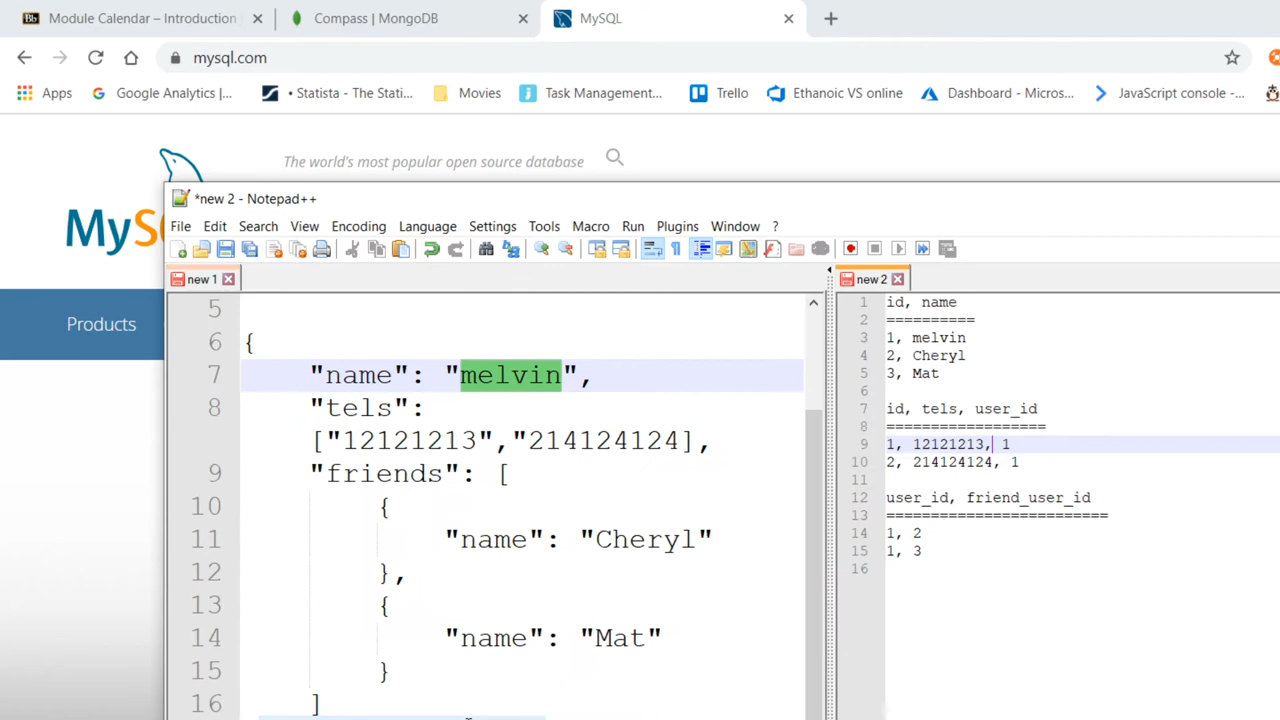 Module Calendar – Introduction
Compass | MongoDB
MySQL
mysql.com
Apps
Google Analytics |...
• Statista - The Stati...
Movies
Task Management...
Trello
Ethanoic VS online
Dashboard - Micros...
JavaScript console -...
The world's most popular open source database
MyS
Products
*new 2 - Notepad++
File Edit Search View Encoding Language Settings Tools Macro Run Plugins Window ?
new 1
5
6 {
7 "name": "melvin",
8 "tels":
["12121213","214124124],
9 "friends": [
10 {
11 "name": "Cheryl"
12 },
13 {
14 "name": "Mat"
15 }
16 ]
new 2
1 id, name
2 ==========
3 1, melvin
4 2, Cheryl
5 3, Mat
6
7 id, tels, user_id
8 ==================
9 1, 12121213, 1
10 2, 214124124, 1
11
12 user_id, friend_user_id
13 =========================
14 1, 2
15 1, 3
16